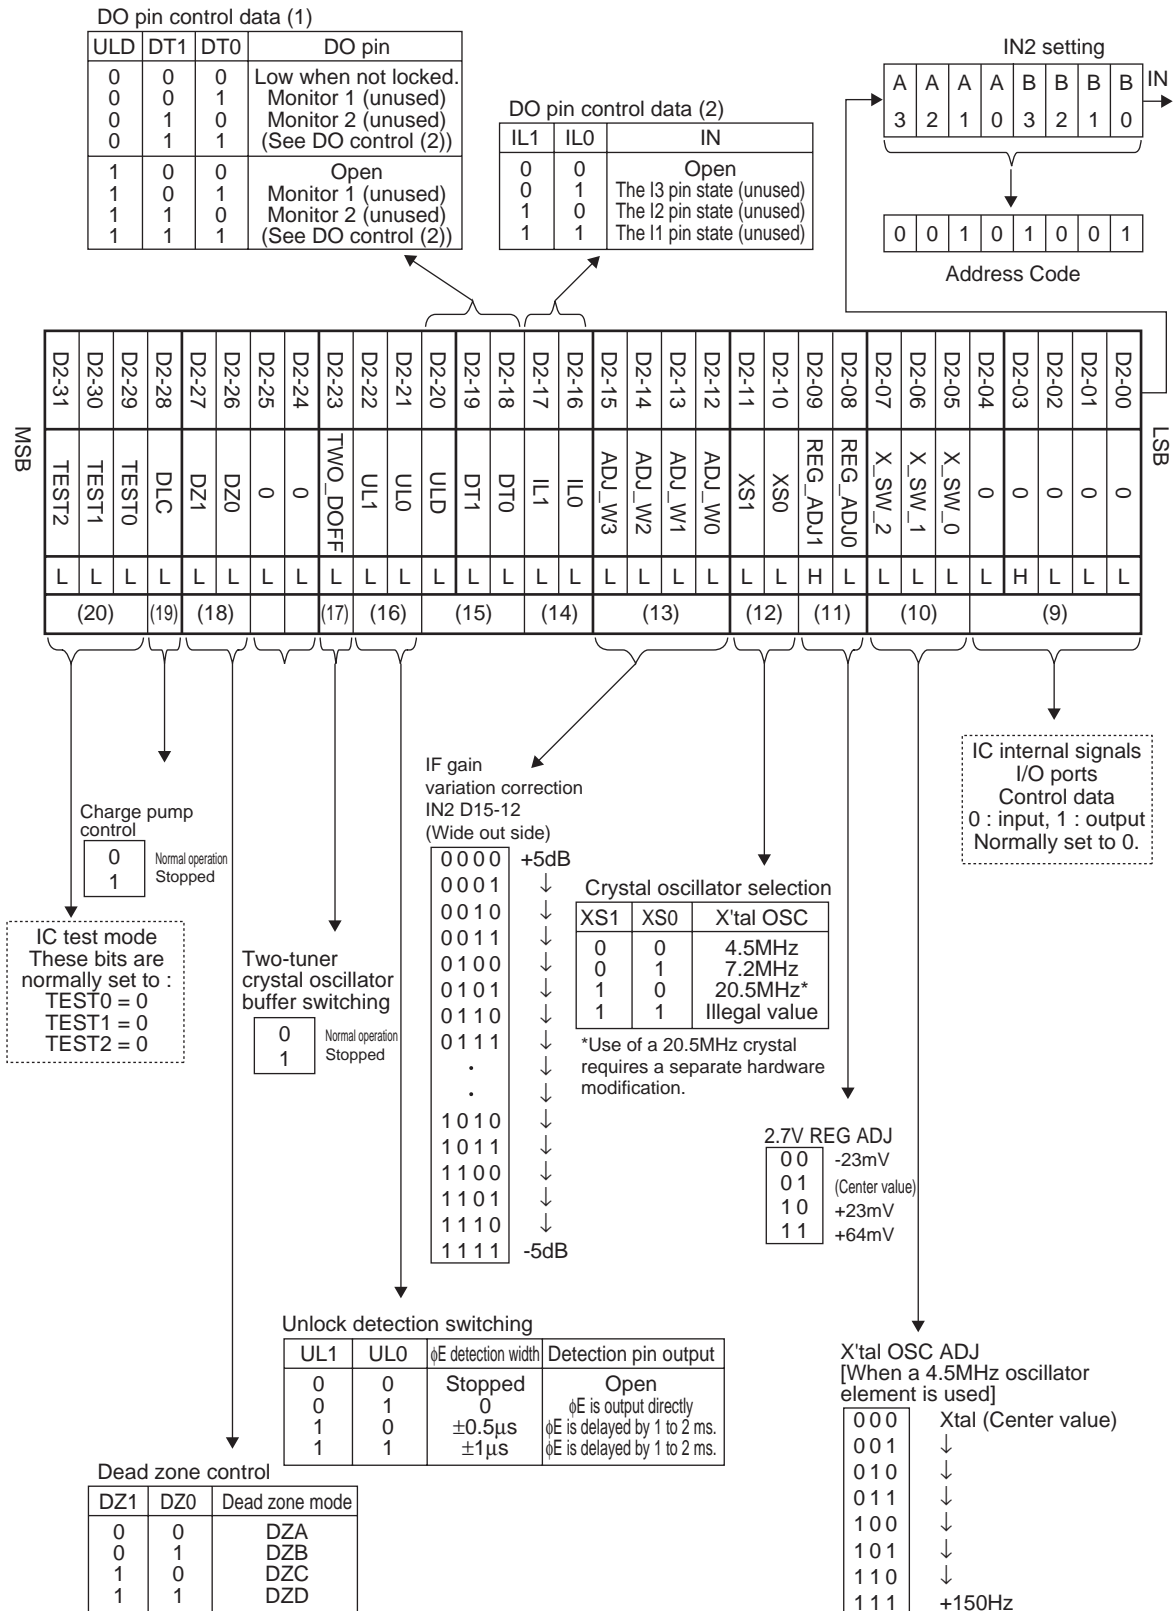 DO pin control data (1)
ULD DT1 DT0 DO pin
0 0 0 Low when not locked.
0 0 1 Monitor 1 (unused)
0 1 0 Monitor 2 (unused)
0 1 1 (See DO control (2))
1 0 0 Open
1 0 1 Monitor 1 (unused)
1 1 0 Monitor 2 (unused)
1 1 1 (See DO control (2))
DO pin control data (2)
IL1 IL0 IN
0 0 Open
0 1 The I3 pin state (unused)
1 0 The I2 pin state (unused)
1 1 The I1 pin state (unused)
IN2 setting
A A A A B B B B IN
3 2 1 0 3 2 1 0
0 0 1 0 1 0 0 1
Address Code
MSB
D2-31 D2-30 D2-29 D2-28 D2-27 D2-26 D2-25 D2-24 D2-23 D2-22 D2-21 D2-20 D2-19 D2-18 D2-17 D2-16 D2-15 D2-14 D2-13 D2-12 D2-11 D2-10 D2-09 D2-08 D2-07 D2-06 D2-05 D2-04 D2-03 D2-02 D2-01 D2-00
LSB
TEST2 TEST1 TEST0 DLC DZ1 DZ0 0 0 TWO_DOFF UL1 UL0 ULD DT1 DT0 IL1 IL0 ADJ_W3 ADJ_W2 ADJ_W1 ADJ_W0 XS1 XS0 REG_ADJ1 REG_ADJ0 X_SW_2 X_SW_1 X_SW_0 0 0 0 0 0
L L L L L L L L L L L L L L L L L L L L L L H L L L L L H L L L
(20) (19) (18) (17) (16) (15) (14) (13) (12) (11) (10) (9)
IC internal signals
I/O ports
Control data
0 : input, 1 : output
Normally set to 0.
Charge pump
control
0 Normal operation
1 Stopped
IC test mode
These bits are
normally set to :
TEST0 = 0
TEST1 = 0
TEST2 = 0
Two-tuner
crystal oscillator
buffer switching
0 Normal operation
1 Stopped
IF gain
variation correction
IN2 D15-12
(Wide out side)
0000 +5dB
0001 ↓
0010 ↓
0011 ↓
0100 ↓
0101 ↓
0110 ↓
0111 ↓
. ↓
. ↓
1010 ↓
1011 ↓
1100 ↓
1101 ↓
1110 ↓
1111 -5dB
Crystal oscillator selection
XS1 XS0 X'tal OSC
0 0 4.5MHz
0 1 7.2MHz
1 0 20.5MHz*
1 1 Illegal value
*Use of a 20.5MHz crystal
requires a separate hardware
modification.
2.7V REG ADJ
00 -23mV
01 (Center value)
10 +23mV
11 +64mV
Unlock detection switching
UL1 UL0 φE detection width Detection pin output
0 0 Stopped Open
0 1 0 φE is output directly
1 0 ±0.5μs φE is delayed by 1 to 2 ms.
1 1 ±1μs φE is delayed by 1 to 2 ms.
X'tal OSC ADJ
[When a 4.5MHz oscillator
element is used]
000 Xtal (Center value)
001 ↓
010 ↓
011 ↓
100 ↓
101 ↓
110 ↓
111 +150Hz
Dead zone control
DZ1 DZ0 Dead zone mode
0 0 DZA
0 1 DZB
1 0 DZC
1 1 DZD